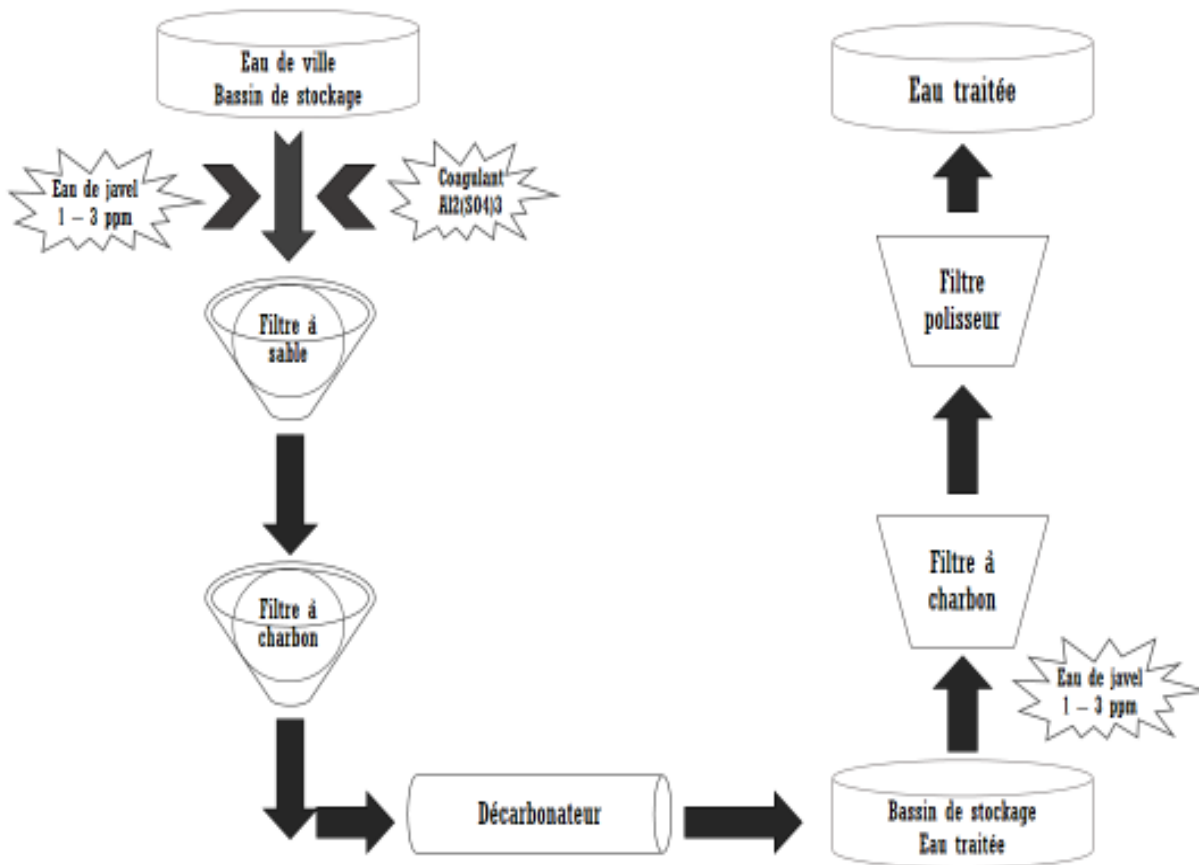 Eau de ville
Bassin de stockage
Eau de javel
1 – 3 ppm
Coagulant
Al2(SO4)3
Filtre à
sable
Filtre à
charbon
Décarbonateur
Bassin de stockage
Eau traitée
Eau de javel
1 – 3 ppm
Filtre à
charbon
Filtre
polisseur
Eau traitée